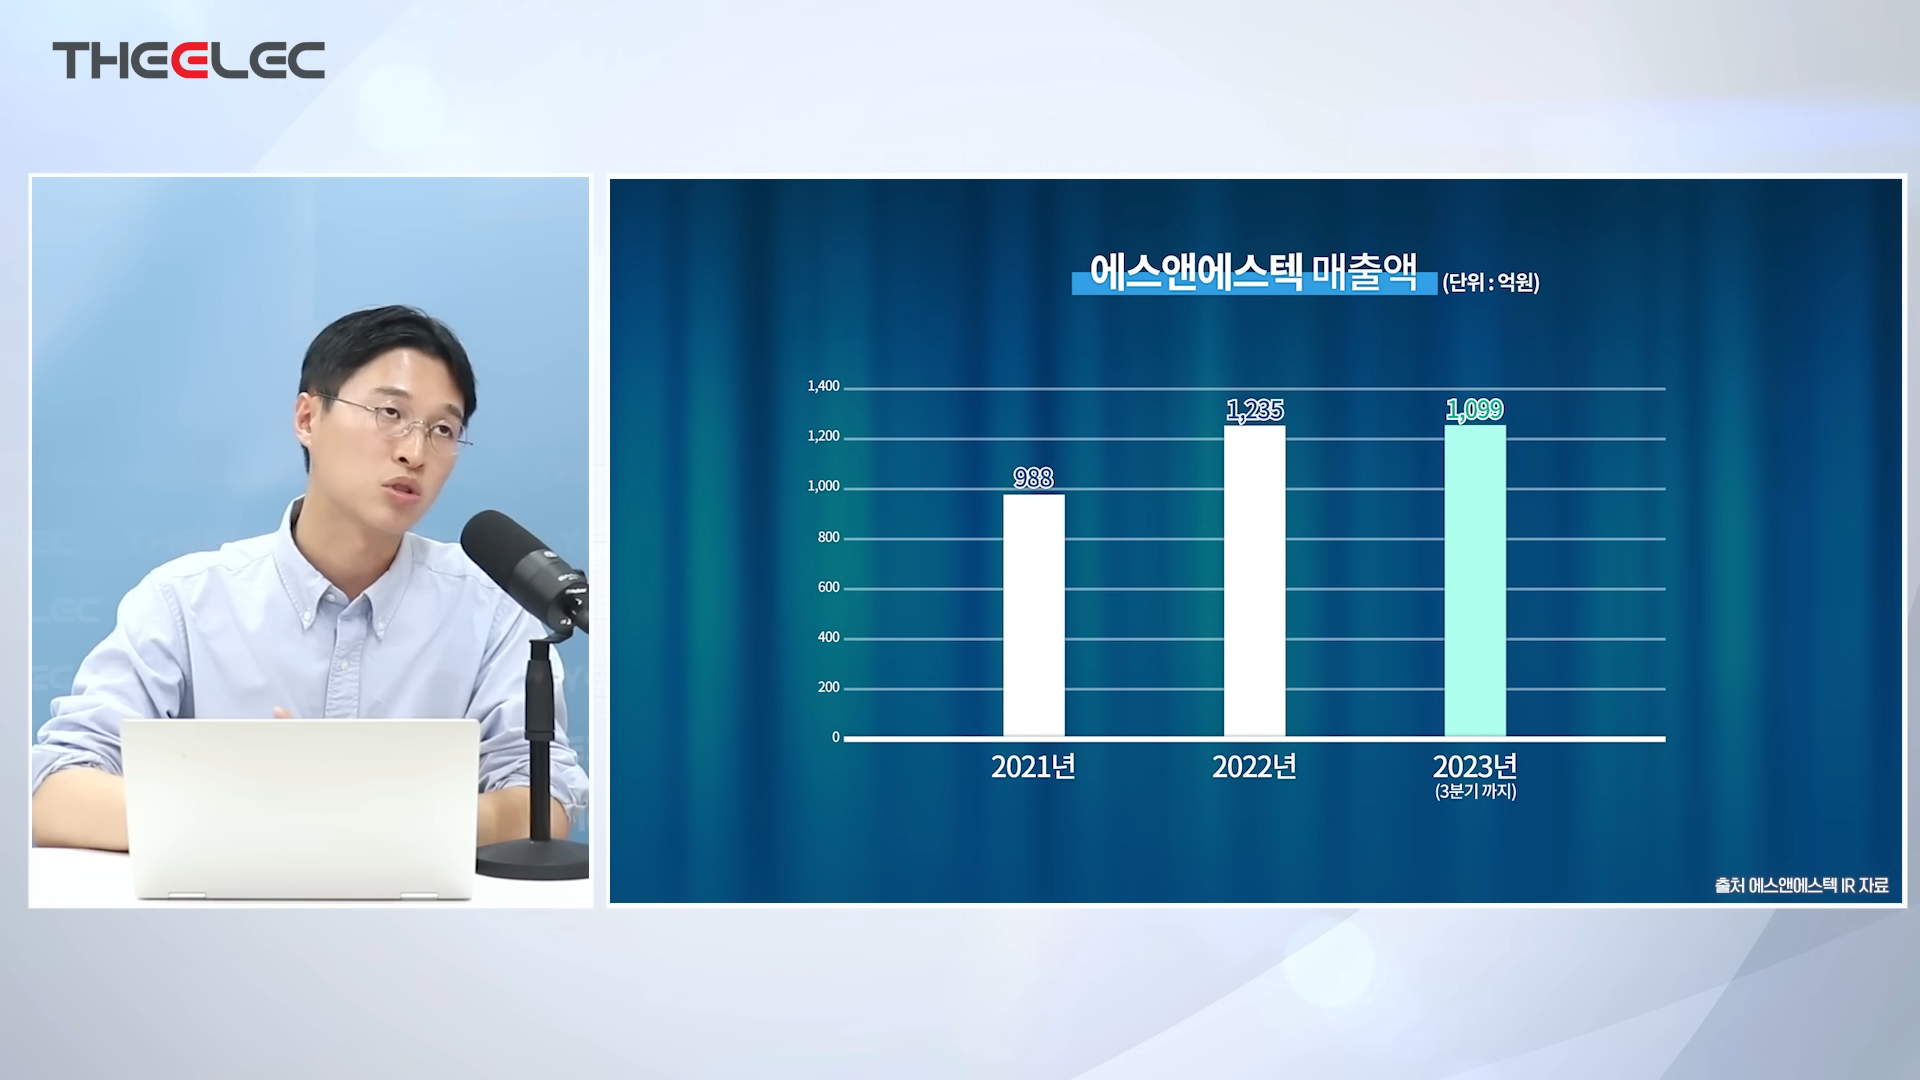 THEELEC
에스앤에스텍 매출액 (단위 : 억원)
1,400
1,200
1,000
800
600
400
200
0
988
1,235
1,099
2021년
2022년
2023년
(3분기 까지)
출처 에스앤에스텍 IR 자료